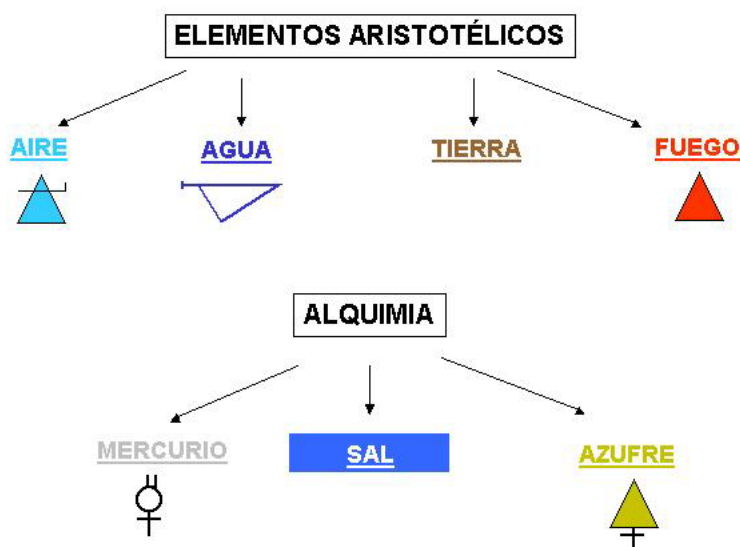 ELEMENTOS ARISTOTÉLICOS
AIRE
AGUA
TIERRA
FUEGO
ALQUIMIA
MERCURIO
SAL
AZUFRE